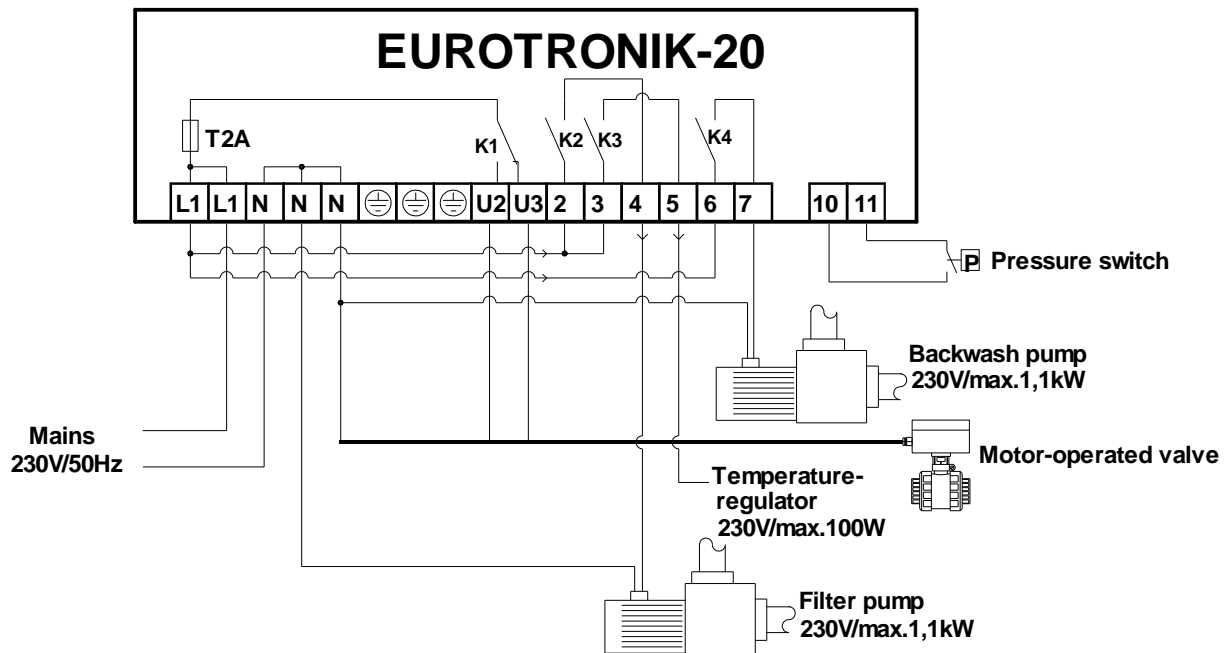 EUROTRONIK-20
T2A
K1
K2
K3
K4
L1 L1 N N N U2 U3 2 3 4 5 6 7 10 11
P Pressure switch
Backwash pump
230V/max.1,1kW
Mains
230V/50Hz
Motor-operated valve
Temperature-
regulator
230V/max.100W
Filter pump
230V/max.1,1kW